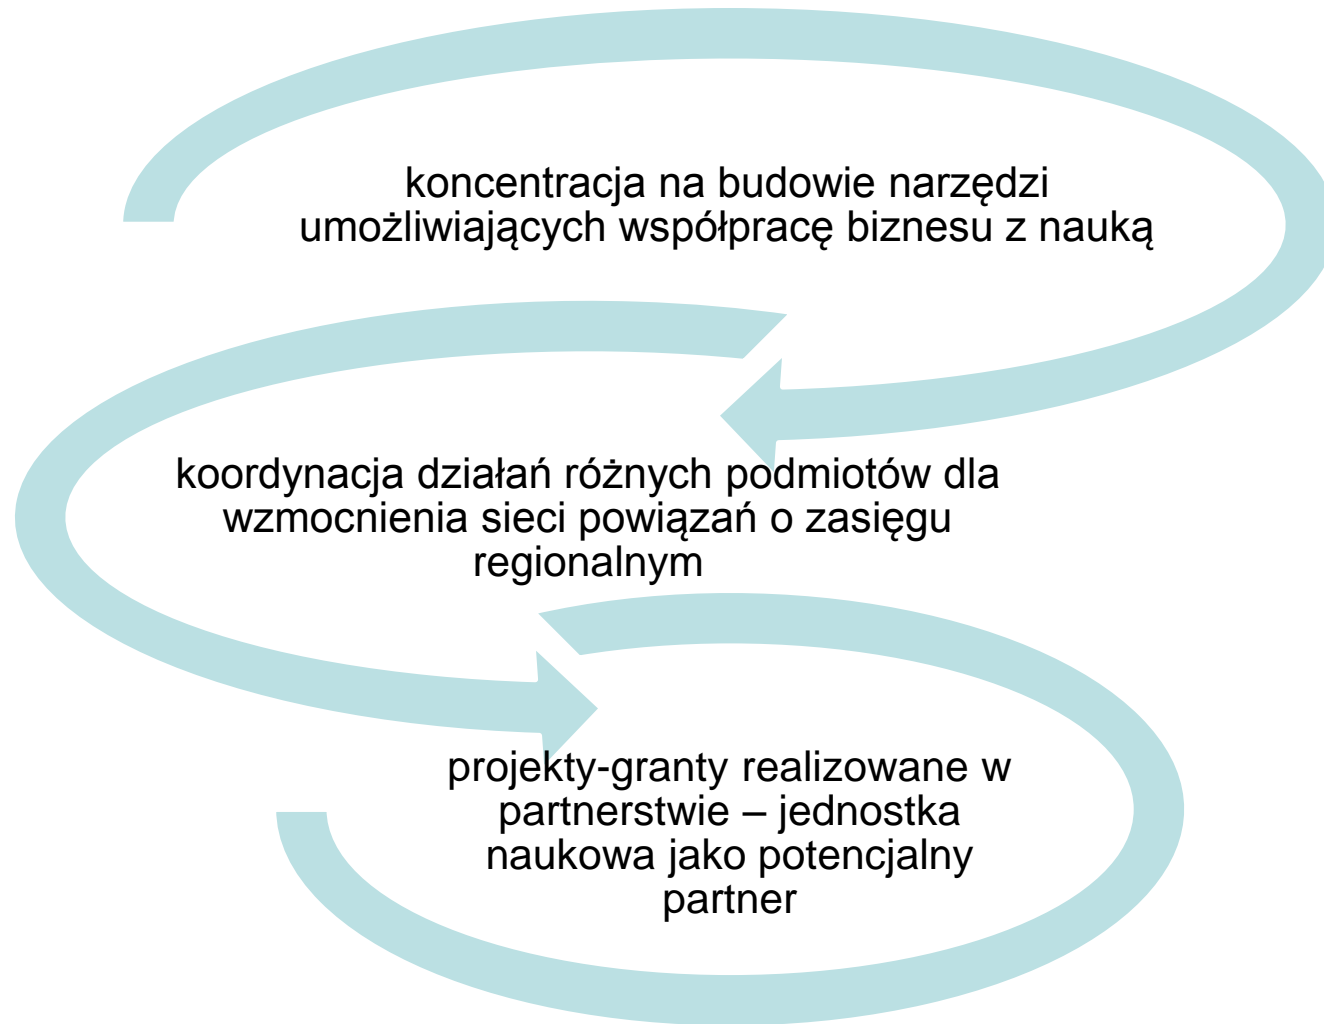 koncentracja na budowie narzędzi
umożliwiających współpracę biznesu z nauką
koordynacja działań różnych podmiotów dla
wzmocnienia sieci powiązań o zasięgu
regionalnym
projekty-granty realizowane w
partnerstwie – jednostka
naukowa jako potencjalny
partner